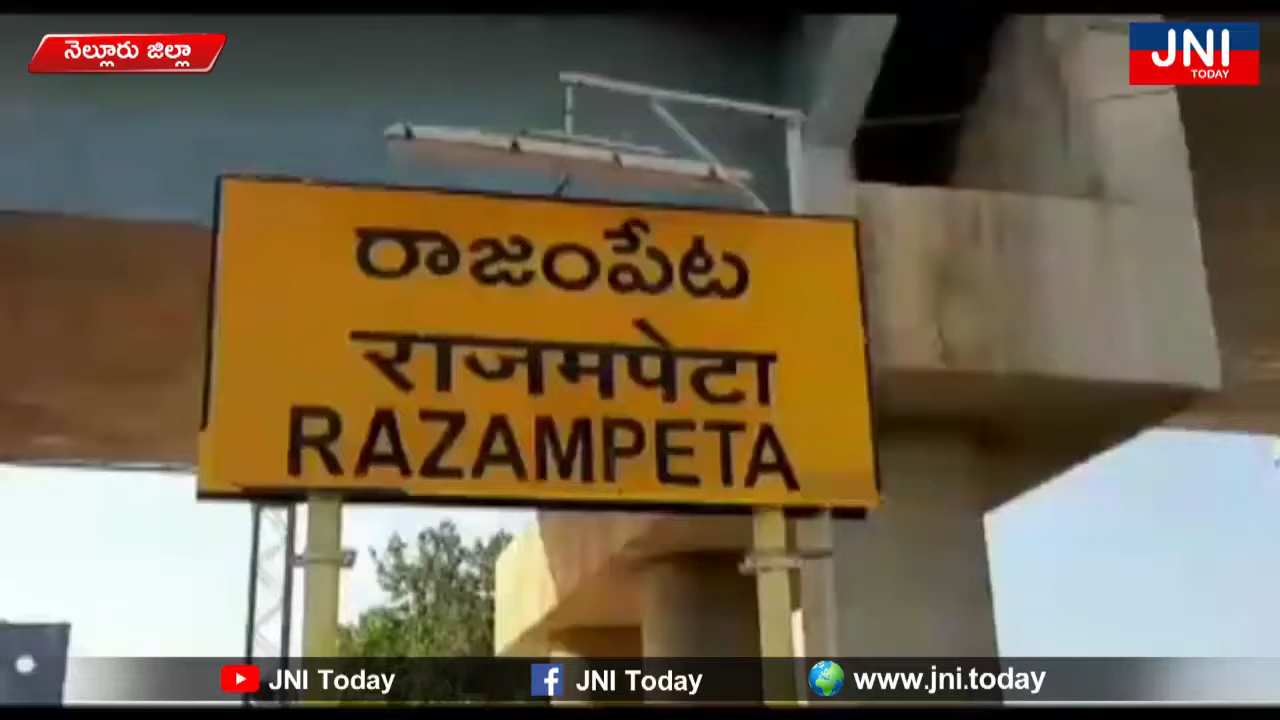 నెల్లూరు జిల్లా
JNI
TODAY
రాజంపేట
राजमपेटा
RAZAMPETA
JNI Today
JNI Today
www.jni.today